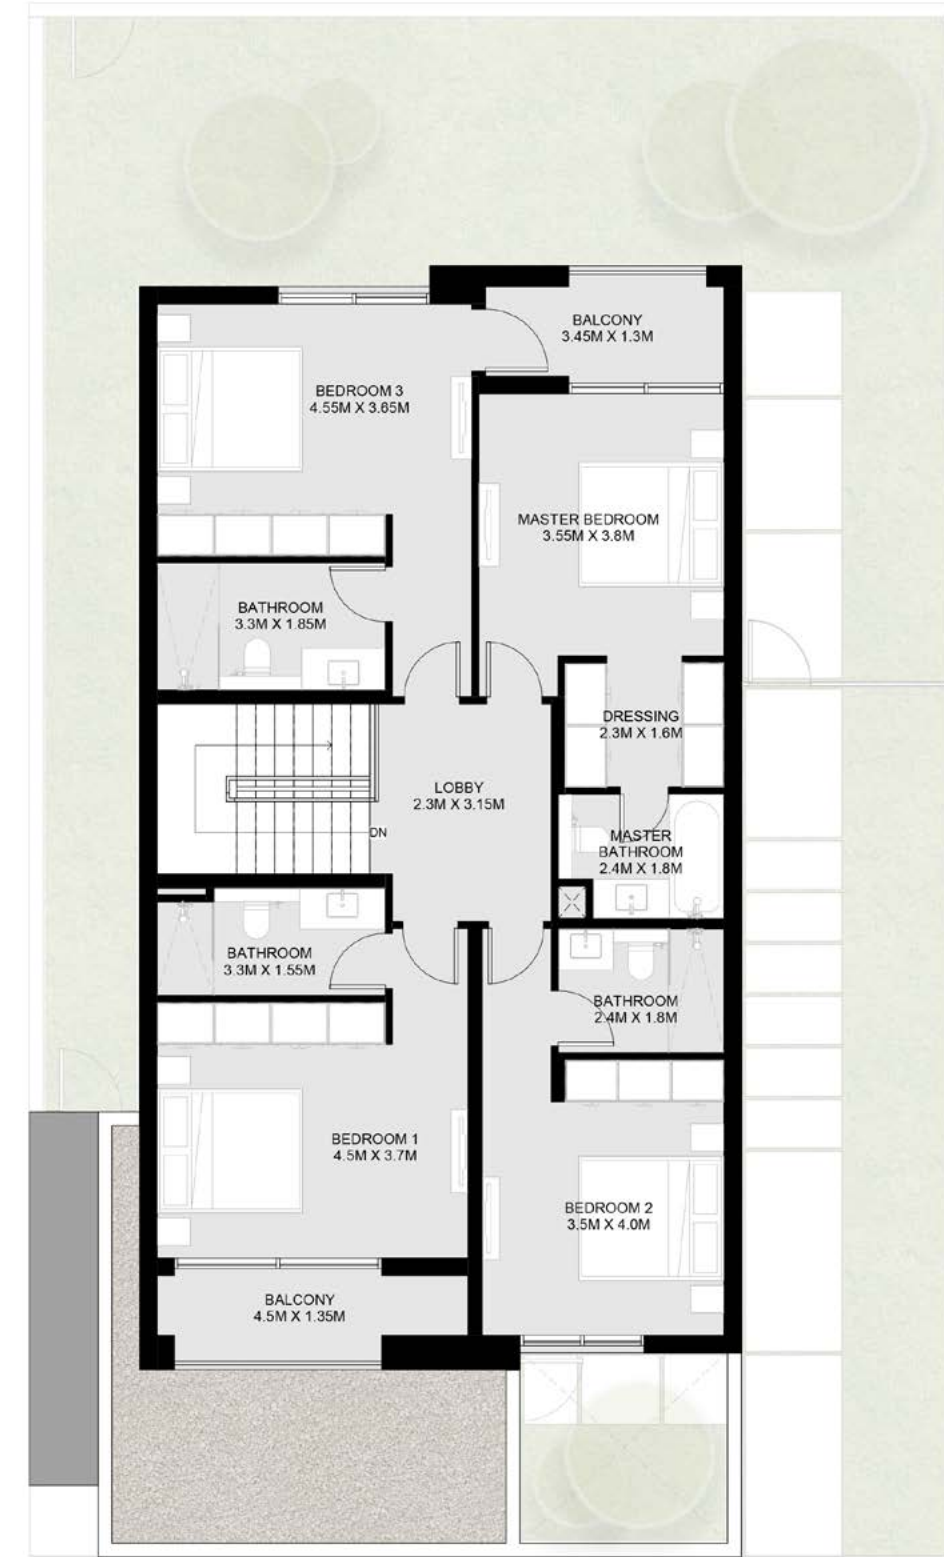 BALCONY
3.45M X 1.3M
BEDROOM 3
4.55M X 3.65M
MASTER BEDROOM
3.55M X 3.8M
BATHROOM
3.3M X 1.85M
DRESSING
2.3M X 1.6M
LOBBY
2.3M X 3.15M
DN
MASTER
BATHROOM
2.4M X 1.8M
BATHROOM
3.3M X 1.55M
BATHROOM
2.4M X 1.8M
BEDROOM 1
4.5M X 3.7M
BEDROOM 2
3.5M X 4.0M
BALCONY
4.5M X 1.35M